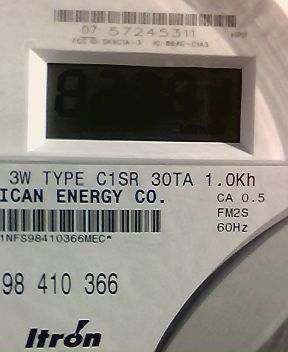 07 57245311
3W TYPE C1SR 30TA 1.0Kh
ICAN ENERGY CO.
CA 0.5
FM2S
60Hz
1NFS98410366MEC*
98 410 366
Itrón